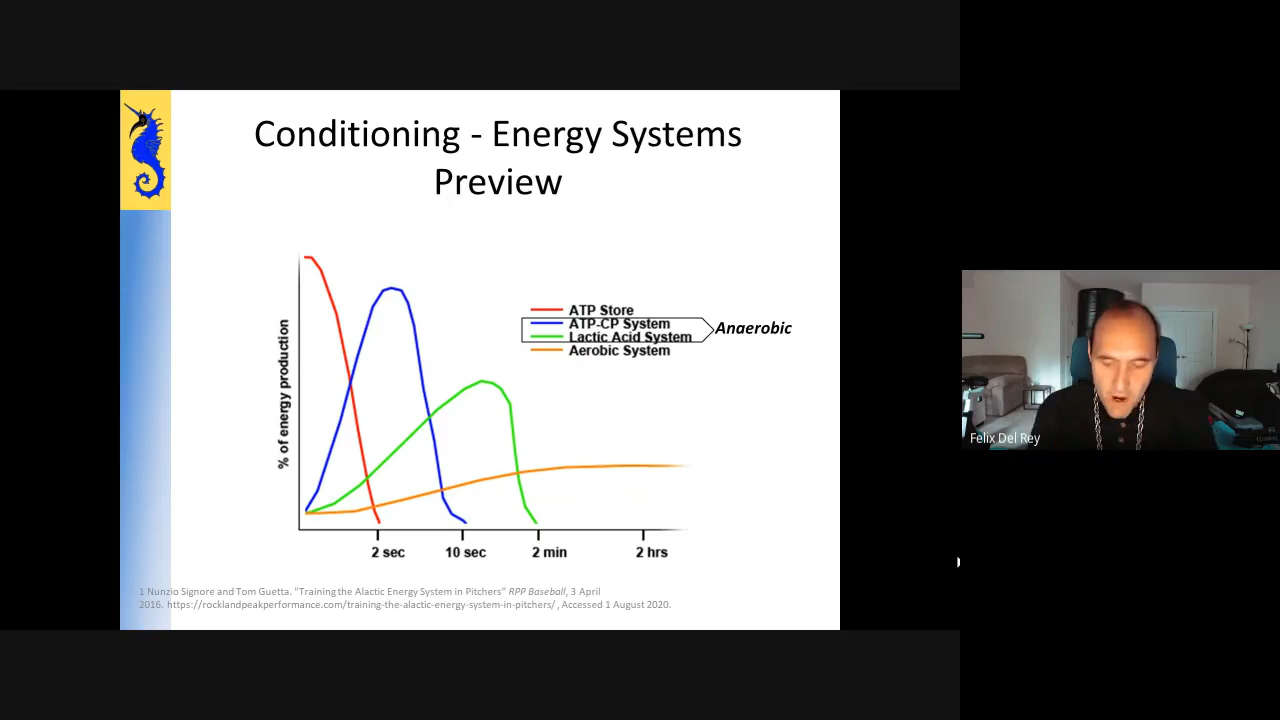 Conditioning - Energy Systems
Preview
% of energy production
ATP Store
ATP-CP System
Lactic Acid System
Aerobic System
Anaerobic
2 sec
10 sec
2 min
2 hrs
1 Nunzio Signore and Tom Guetta. "Training the Alactic Energy System in Pitchers" RPP Baseball, 3 April
2016. https://rocklandpeakperformance.com/training-the-alactic-energy-system-in-pitchers/ , Accessed 1 August 2020.
Felix Del Rey